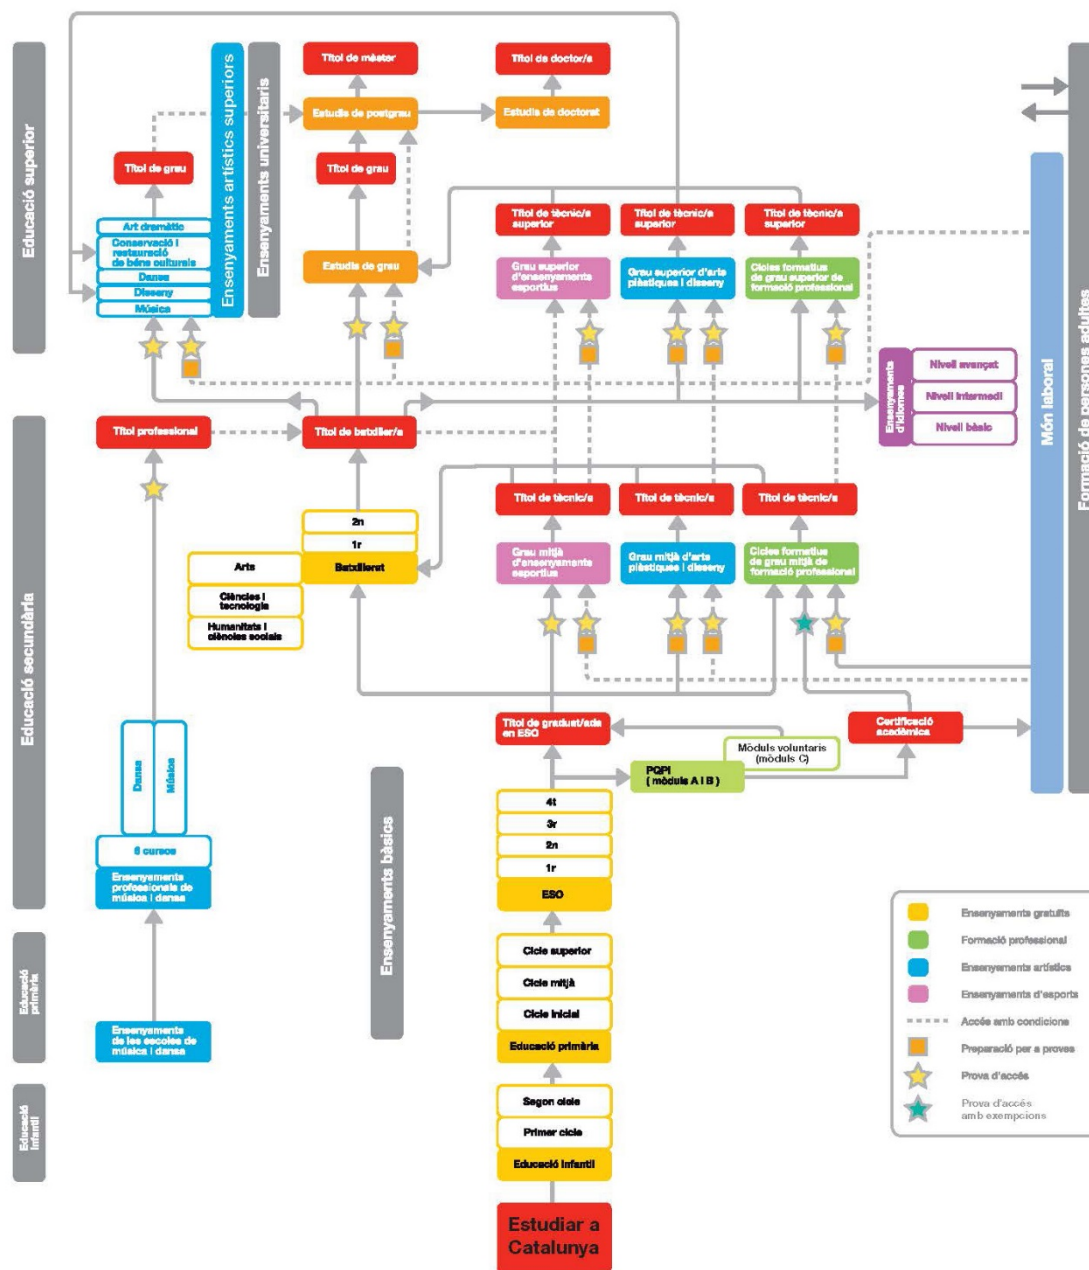 Educació superior
Ensenyaments artístics superiors
Ensenyaments universitaris
Títol de màster
Títol de doctor/a
Estudis de postgrau
Estudis de doctorat
Títol de grau
Títol de grau
Art dramàtic
Conservació i
restauració
de béns culturals
Dansa
Disseny
Música
Estudis de grau
Títol de tècnic/a
superior
Títol de tècnic/a
superior
Títol de tècnic/a
superior
Grau superior
d'ensenyaments
esportius
Grau superior d'arts
plàstiques i disseny
Cicles formatius
de grau superior de
formació professional
Ensenyaments
d'idiomes
Nivell avançat
Nivell intermedi
Nivell bàsic
Món laboral
Formació de persones adultes
Educació secundària
Títol professional
Títol de batxiller/a
Títol de tècnic/a
Títol de tècnic/a
Títol de tècnic/a
2n
1r
Batxillerat
Arts
Ciències i
tecnologia
Humanitats i
ciències socials
Grau mitjà
d'ensenyaments
esportius
Grau mitjà d'arts
plàstiques i disseny
Cicles formatius
de grau mitjà de
formació professional
Títol de graduat/ada
en ESO
Certificació
acadèmica
Mòduls voluntaris
(mòduls C)
PQPI
( mòduls A i B )
Dansa
Música
6 cursos
Ensenyaments
professionals de
música i dansa
Ensenyaments bàsics
4t
3r
2n
1r
ESO
Educació
primària
Cicle superior
Cicle mitjà
Cicle inicial
Educació primària
Ensenyaments
de les escoles de
música i dansa
Educació
infantil
Segon cicle
Primer cicle
Educació infantil
Estudiar a
Catalunya
Ensenyaments gratuïts
Formació professional
Ensenyaments artístics
Ensenyaments d'esports
Accés amb condicions
Preparació per a proves
Prova d'accés
Prova d'accés
amb exempcions